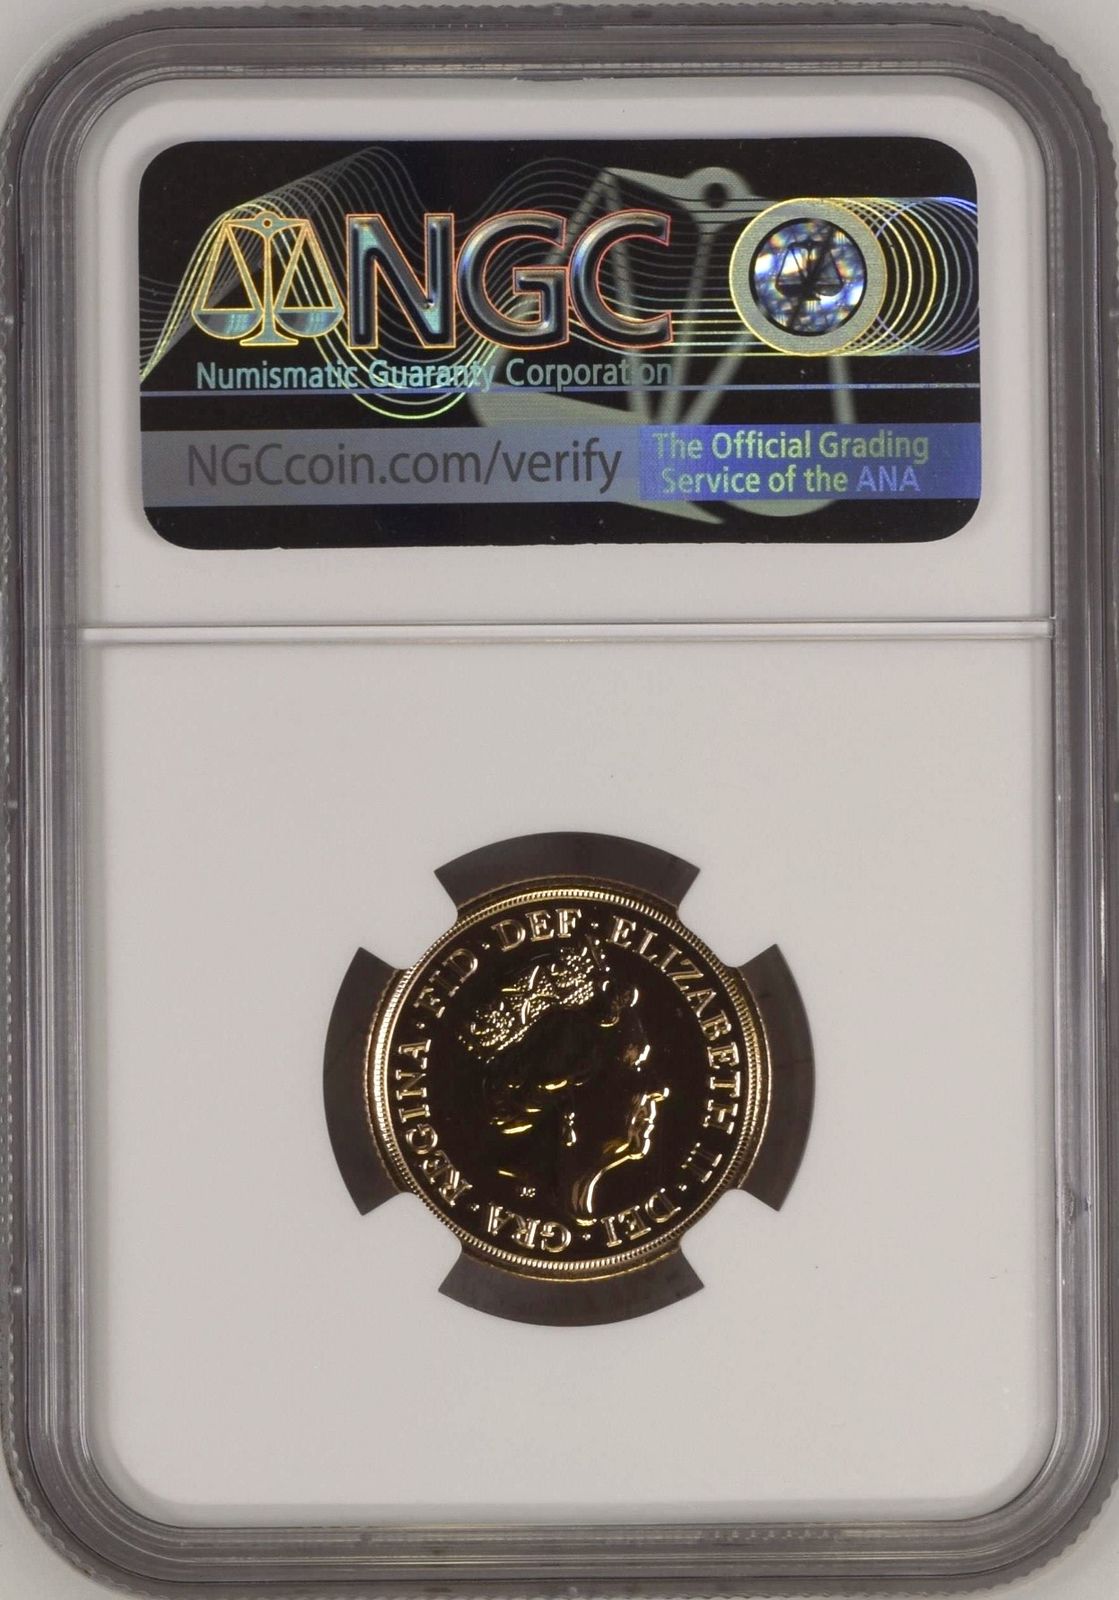 NGC
Numismatic Guaranty Corporation
NGCcoin.com/verify
The Official Grading
Service of the ANA
ELIZABETH II · DEI · GRA · REGINA · FID · DEF ·
JC